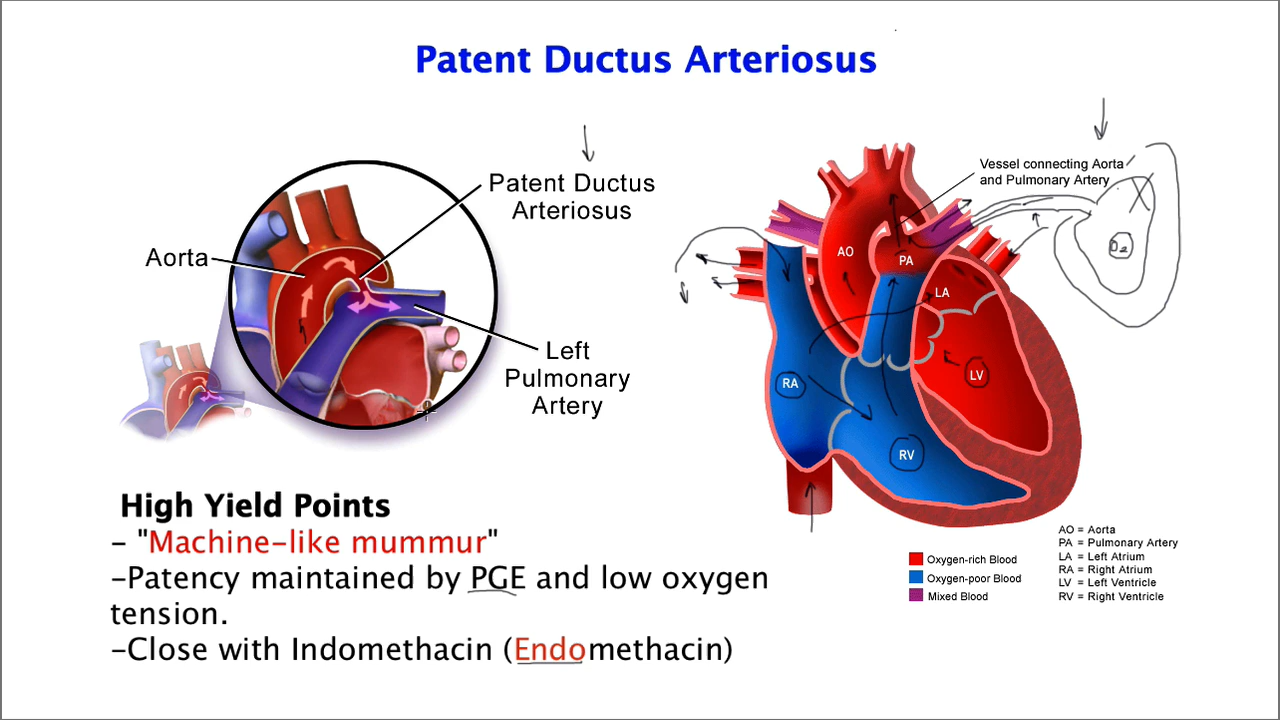 Patent Ductus Arteriosus
Patent Ductus
Arteriosus
Aorta
Left
Pulmonary
Artery
Vessel connecting Aorta
and Pulmonary Artery
O2
AO
PA
LA
RA
LV
RV
High Yield Points
- "Machine-like mummur"
-Patency maintained by PGE and low oxygen
tension.
-Close with Indomethacin (Endomethacin)
Oxygen-rich Blood
Oxygen-poor Blood
Mixed Blood
AO = Aorta
PA = Pulmonary Artery
LA = Left Atrium
RA = Right Atrium
LV = Left Ventricle
RV = Right Ventricle